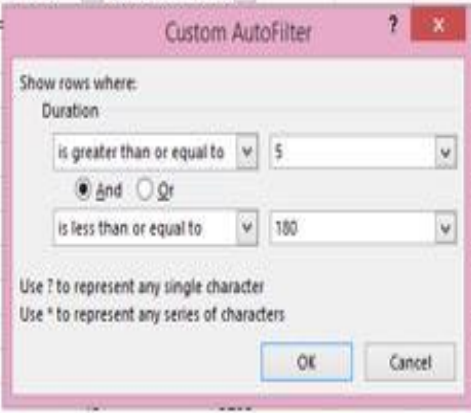 Custom AutoFilter ? x
Show rows where:
Duration
is greater than or equal to 5
And Or
is less than or equal to 180
Use ? to represent any single character
Use * to represent any series of characters
OK Cancel